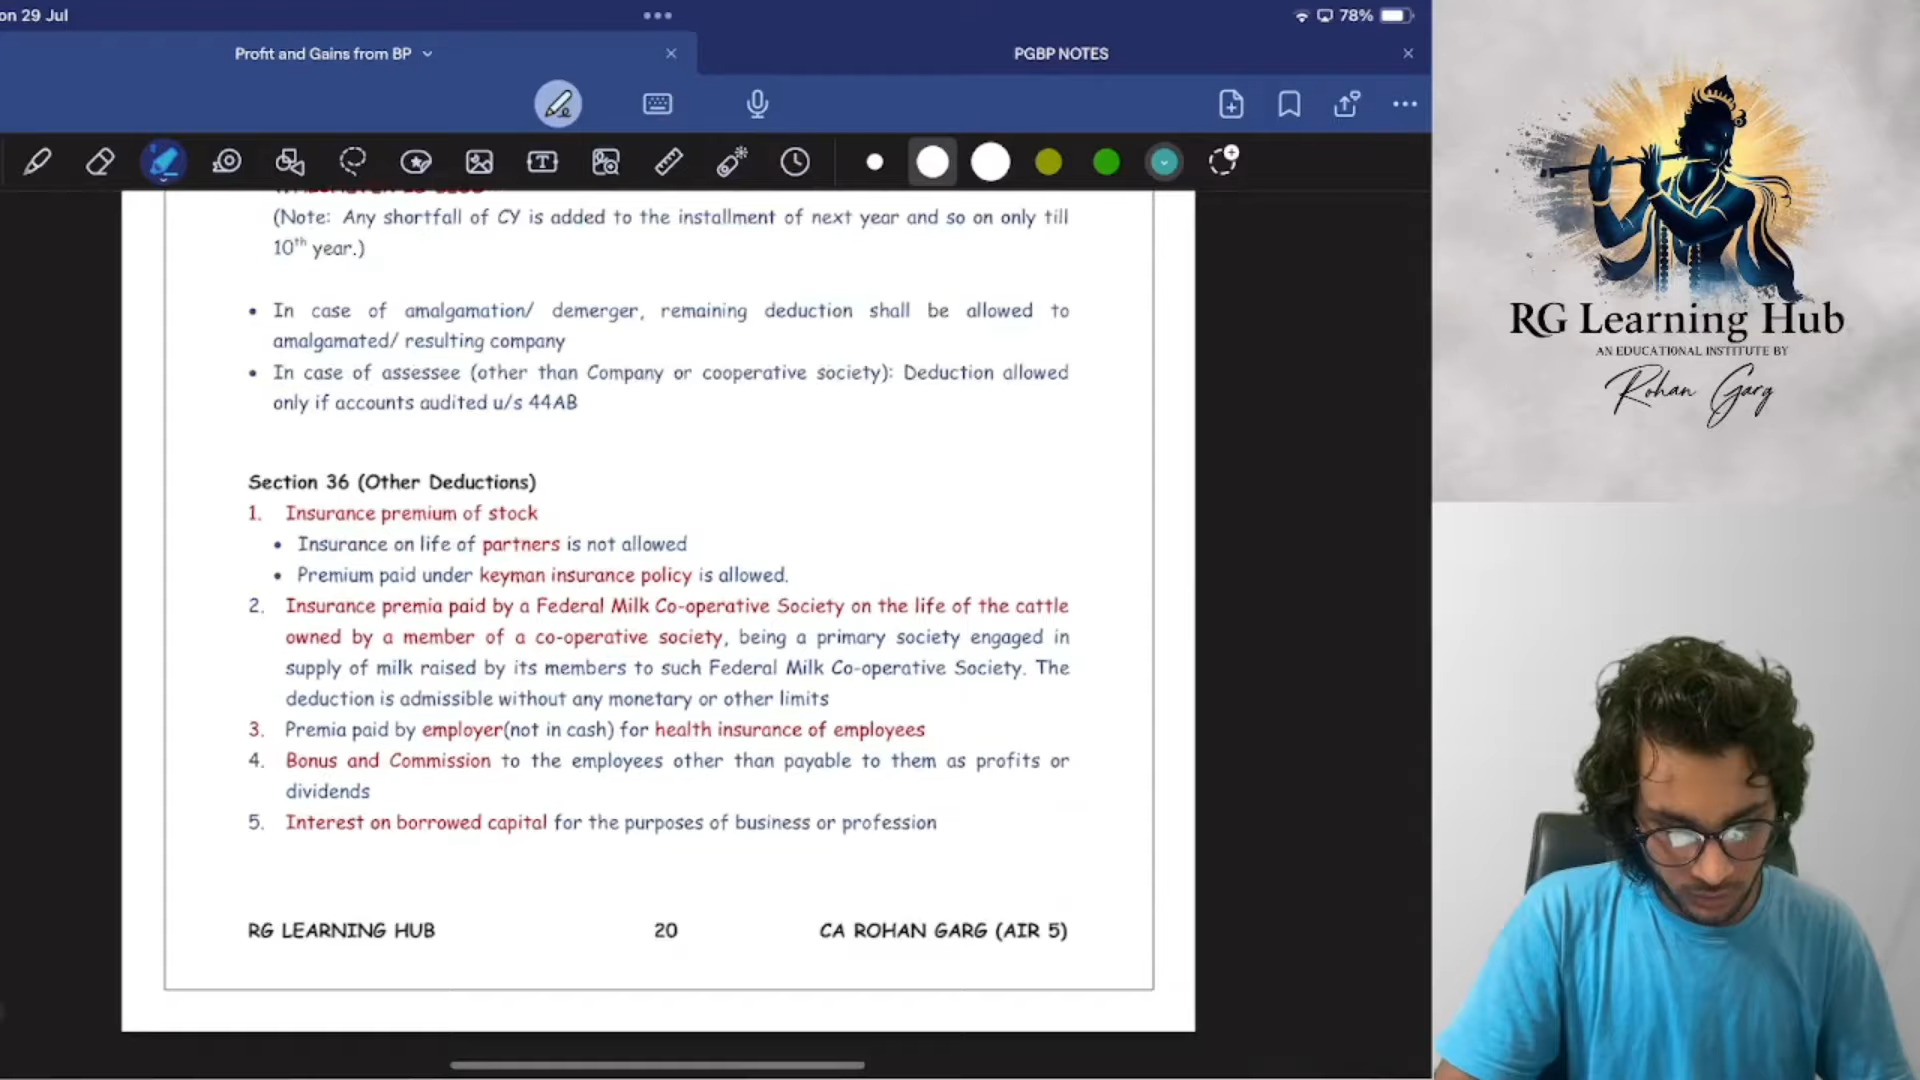 on 29 Jul
78%
Profit and Gains from BP
PGBP NOTES
(Note: Any shortfall of CY is added to the installment of next year and so on only till
10th year.)
• In case of amalgamation/ demerger, remaining deduction shall be allowed to
amalgamated/ resulting company
• In case of assessee (other than Company or cooperative society): Deduction allowed
only if accounts audited u/s 44AB
Section 36 (Other Deductions)
1. Insurance premium of stock
• Insurance on life of partners is not allowed
• Premium paid under keyman insurance policy is allowed.
2. Insurance premia paid by a Federal Milk Co-operative Society on the life of the cattle
owned by a member of a co-operative society, being a primary society engaged in
supply of milk raised by its members to such Federal Milk Co-operative Society. The
deduction is admissible without any monetary or other limits
3. Premia paid by employer(not in cash) for health insurance of employees
4. Bonus and Commission to the employees other than payable to them as profits or
dividends
5. Interest on borrowed capital for the purposes of business or profession
RG LEARNING HUB 20 CA ROHAN GARG (AIR 5)
RG Learning Hub
AN EDUCATIONAL INSTITUTE BY
Rohan Garg